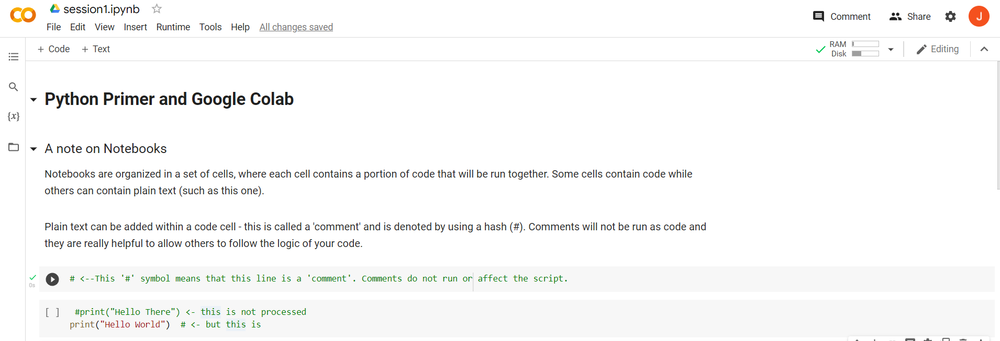 session1.ipynb
File Edit View Insert Runtime Tools Help All changes saved
Comment Share J
+ Code + Text
RAM
Disk
Editing
{x}
Python Primer and Google Colab
A note on Notebooks
Notebooks are organized in a set of cells, where each cell contains a portion of code that will be run together. Some cells contain code while
others can contain plain text (such as this one).
Plain text can be added within a code cell - this is called a 'comment' and is denoted by using a hash (#). Comments will not be run as code and
they are really helpful to allow others to follow the logic of your code.
# <--This '#' symbol means that this line is a 'comment'. Comments do not run or affect the script.
0s
[ ] #print("Hello There") <- this is not processed
print("Hello World")  # <- but this is